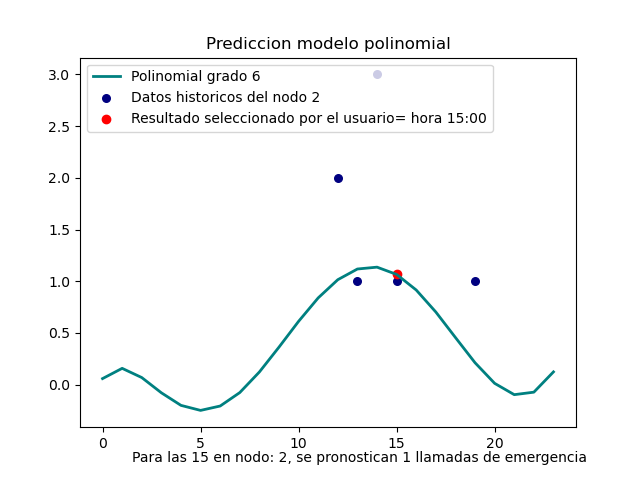 Prediccion modelo polinomial
3.0
Polinomial grado 6
Datos historicos del nodo 2
2.5
Resultado seleccionado por el usuario= hora 15:00
2.0
1.5
1.0
0.5
0.0
0 5 10 15 20
Para las 15 en nodo: 2, se pronostican 1 llamadas de emergencia